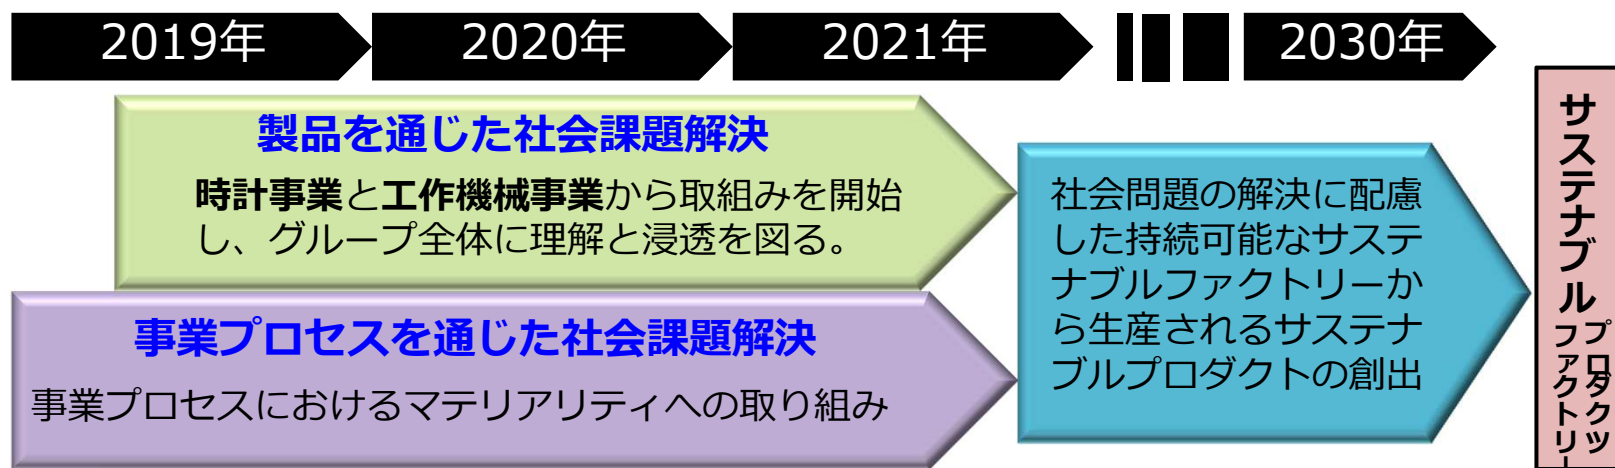 2019年
2020年
2021年
2030年
製品を通じた社会課題解決
時計事業と工作機械事業から取組みを開始
し、グループ全体に理解と浸透を図る。
事業プロセスを通じた社会課題解決
事業プロセスにおけるマテリアリティへの取り組み
社会問題の解決に配慮
した持続可能なサステ
ナブルファクトリーか
ら生産されるサステナ
ブルプロダクトの創出
サステナブル
プロダクツ
ファクトリー